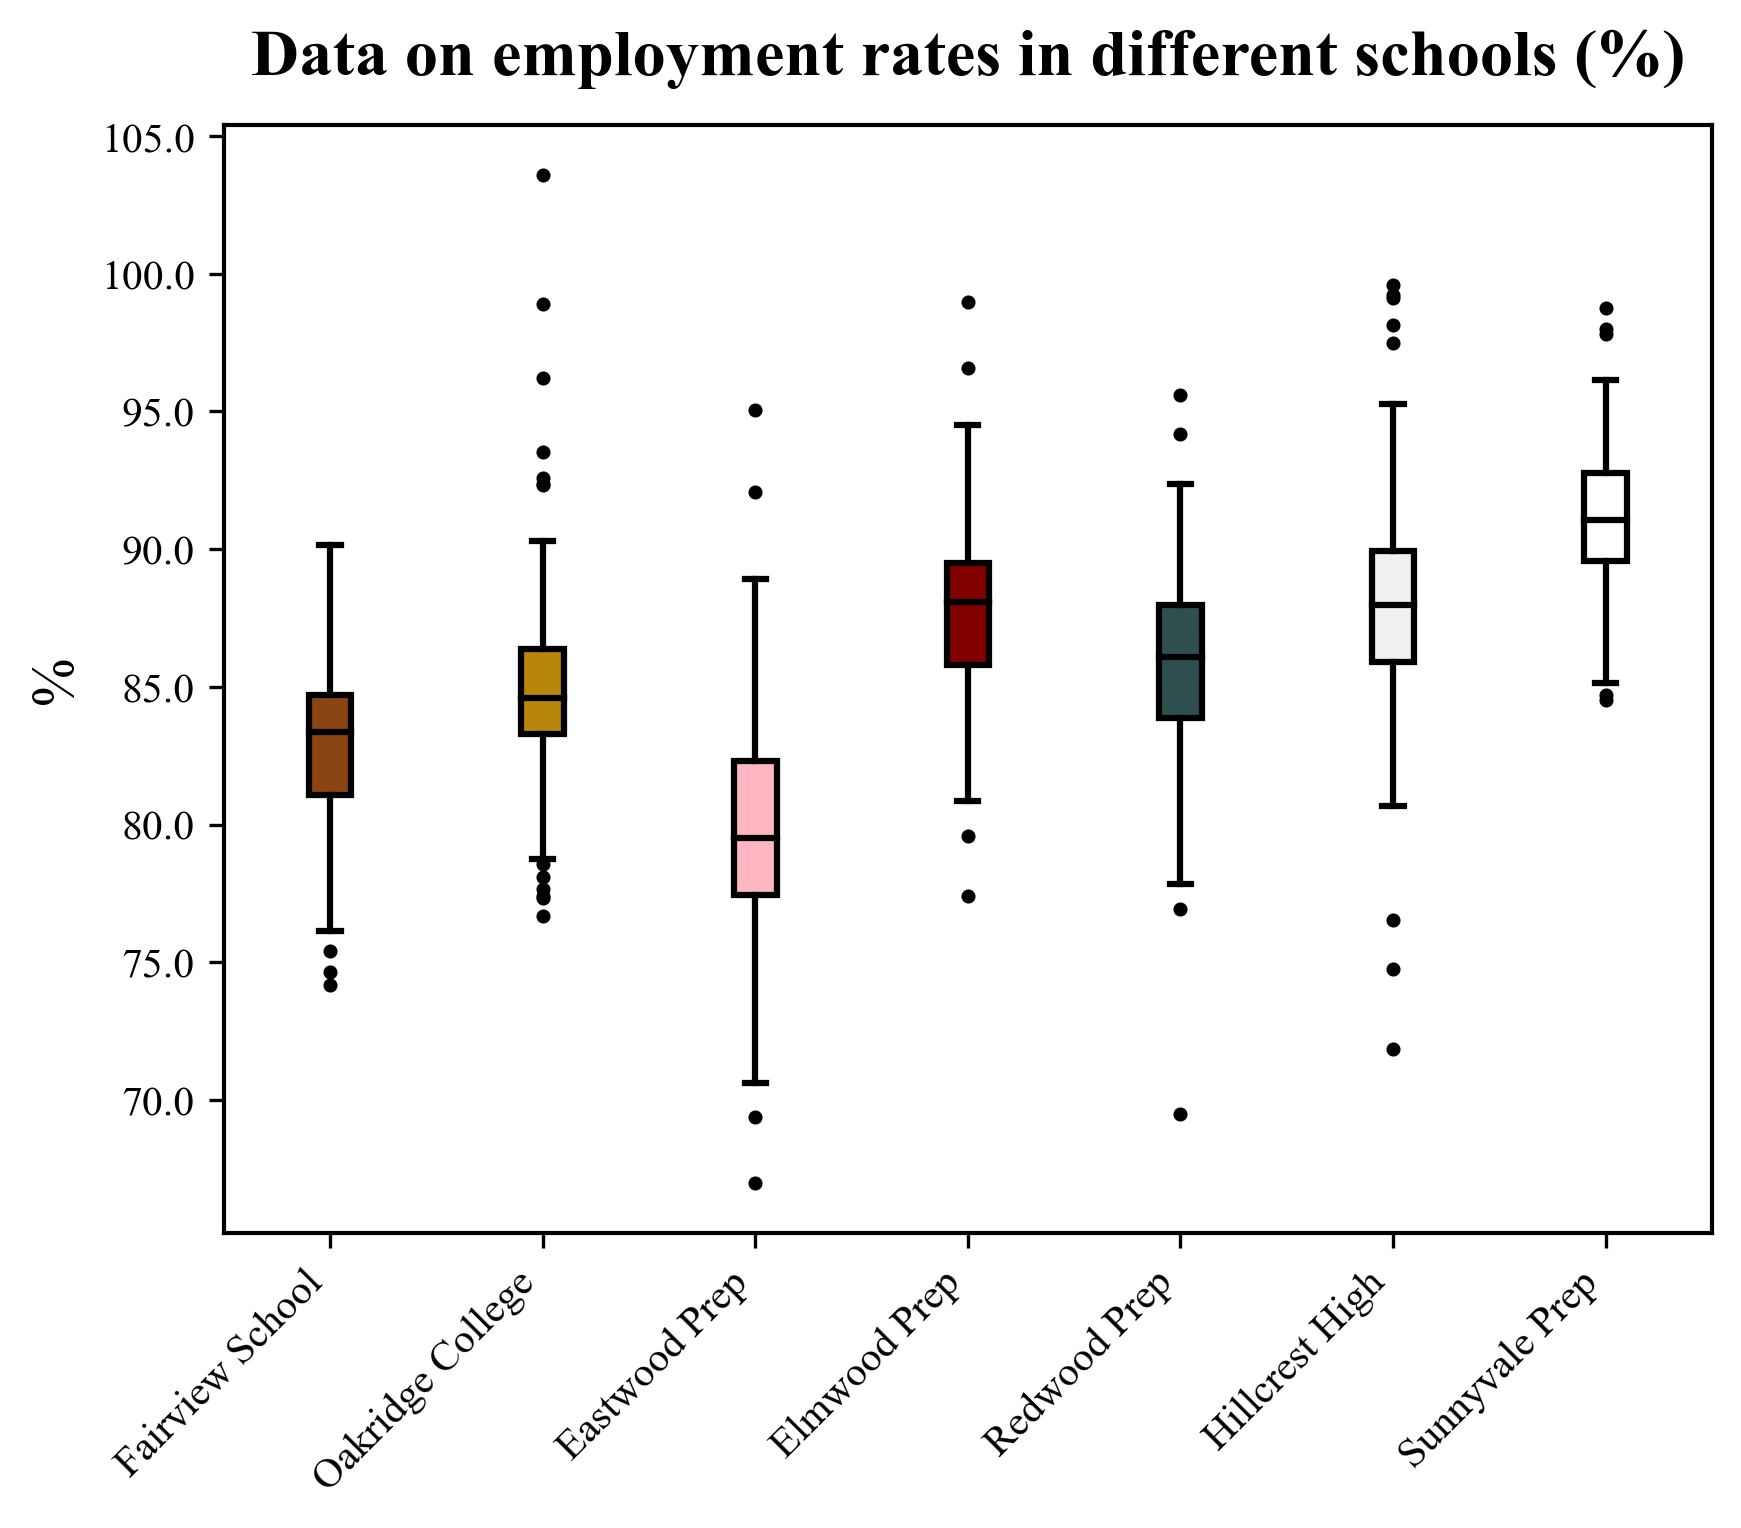 Data on employment rates in different schools (%)
105.0
100.0
95.0
90.0
85.0
80.0
75.0
70.0
%
Fairview School
Oakridge College
Eastwood Prep
Elmwood Prep
Redwood Prep
Hillcrest High
Sunnyvale Prep